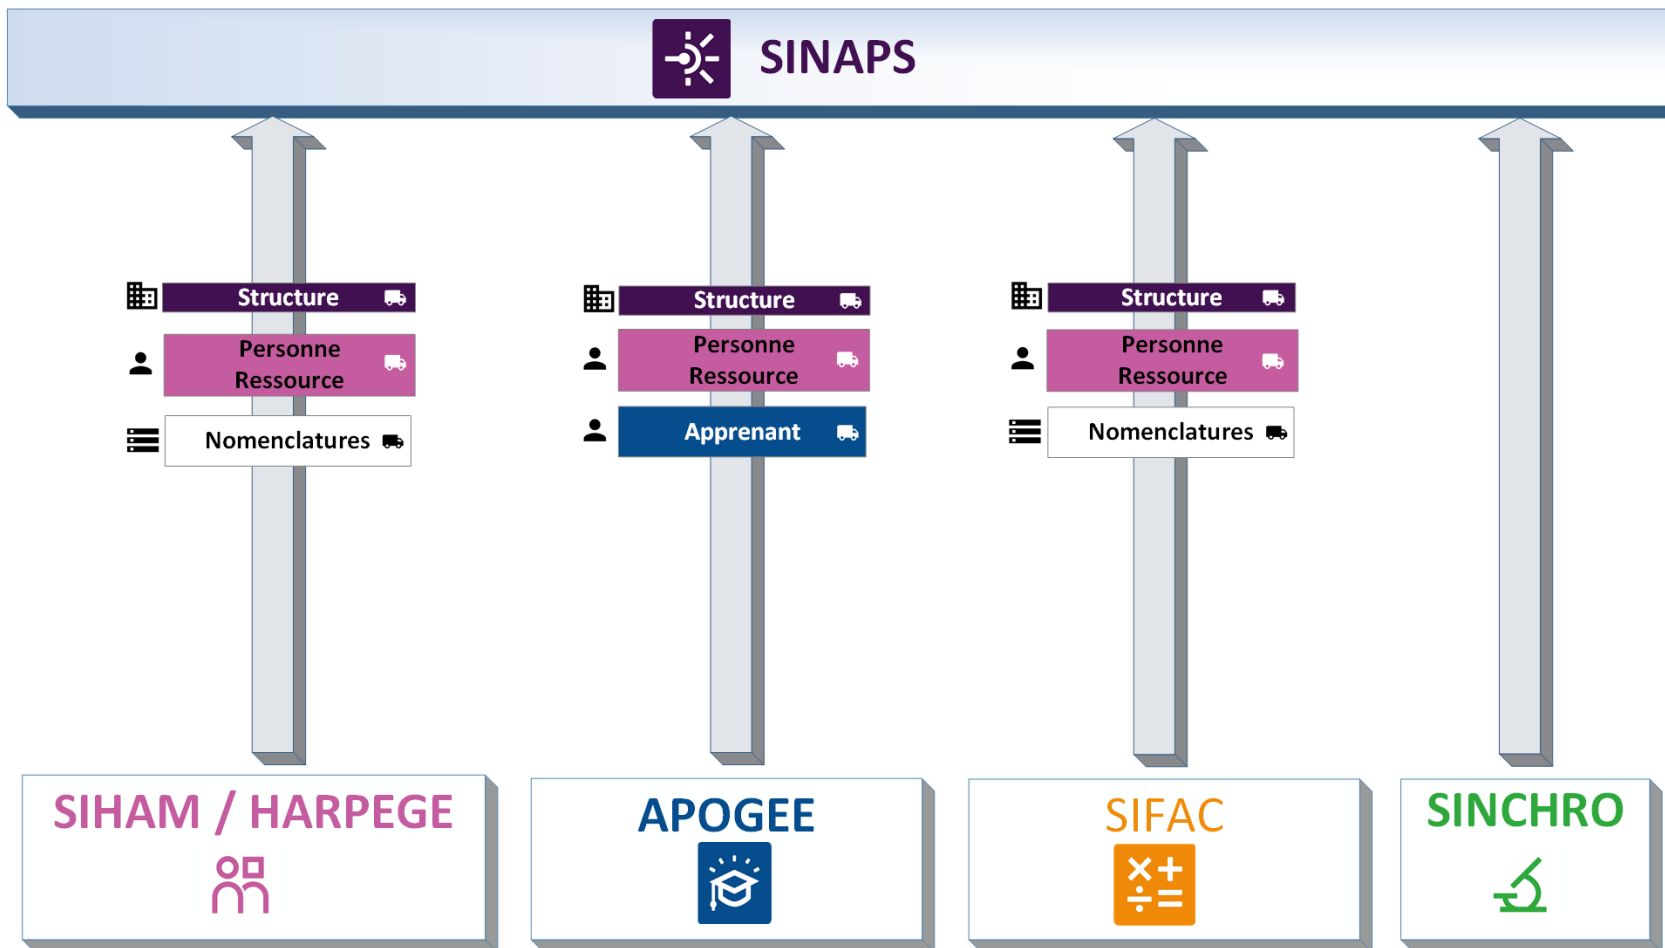 SINAPS
Structure
Personne
Ressource
Nomenclatures
Structure
Personne
Ressource
Apprenant
Structure
Personne
Ressource
Nomenclatures
SIHAM / HARPEGE
APOGEE
SIFAC
SINCHRO